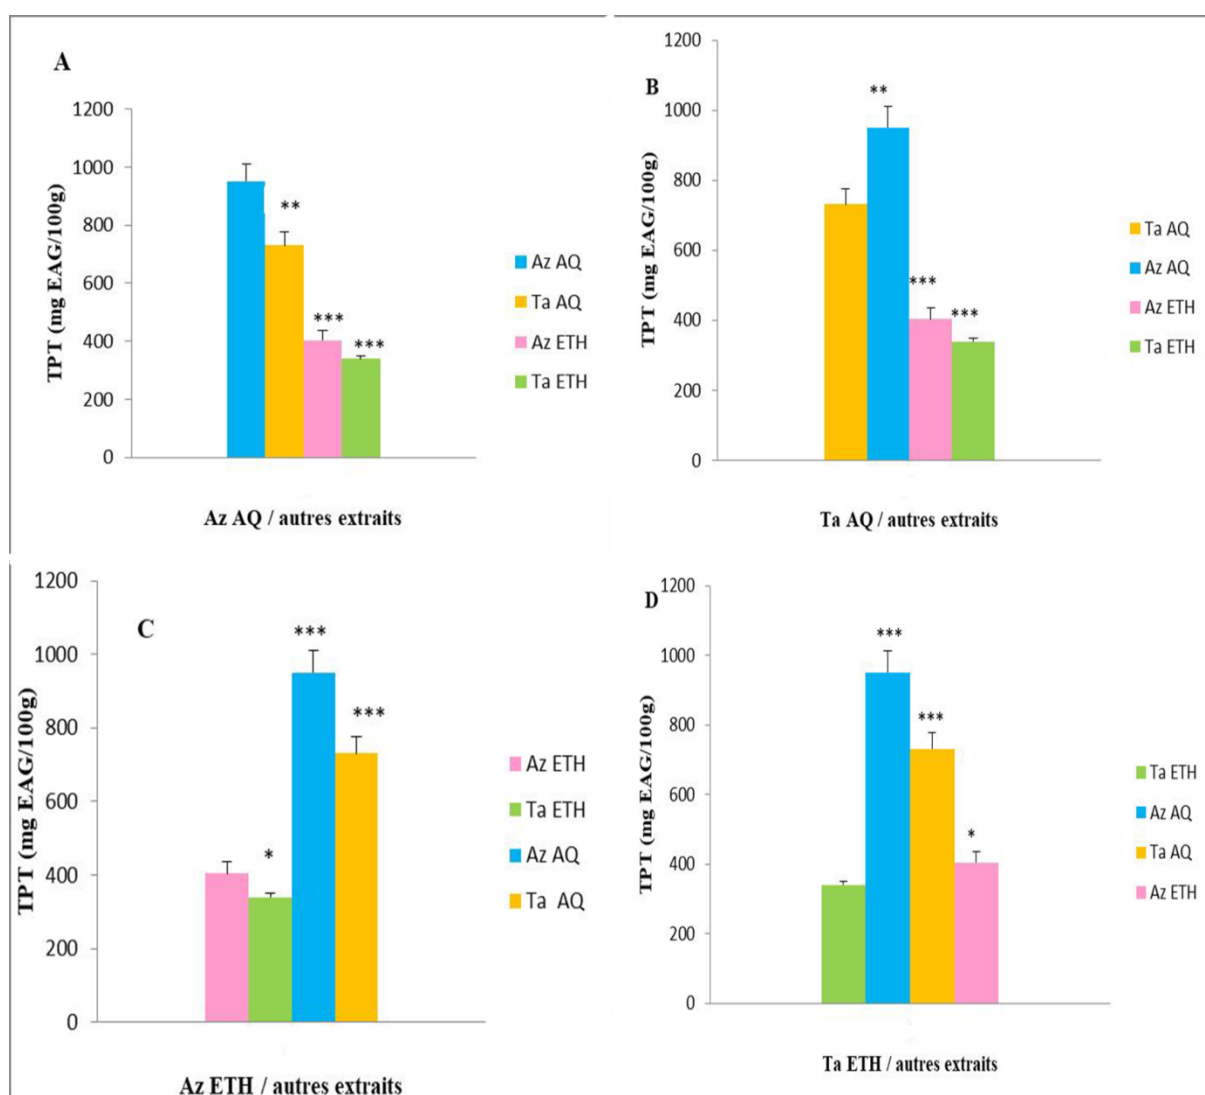 A
1200
1000
800
600
400
200
0
TPT (mg EAG/100g)
**
***
***
Az AQ
Ta AQ
Az ETH
Ta ETH
Az AQ / autres extraits
B
1200
1000
800
600
400
200
0
TPT (mg EAG/100g)
**
***
***
Ta AQ
Az AQ
Az ETH
Ta ETH
Ta AQ / autres extraits
C
1200
1000
800
600
400
200
0
TPT (mg EAG/100g)
*
***
***
Az ETH
Ta ETH
Az AQ
Ta AQ
Az ETH / autres extraits
D
1200
1000
800
600
400
200
0
TPT (mg EAG/100g)
***
***
*
Ta ETH
Az AQ
Ta AQ
Az ETH
Ta ETH / autres extraits